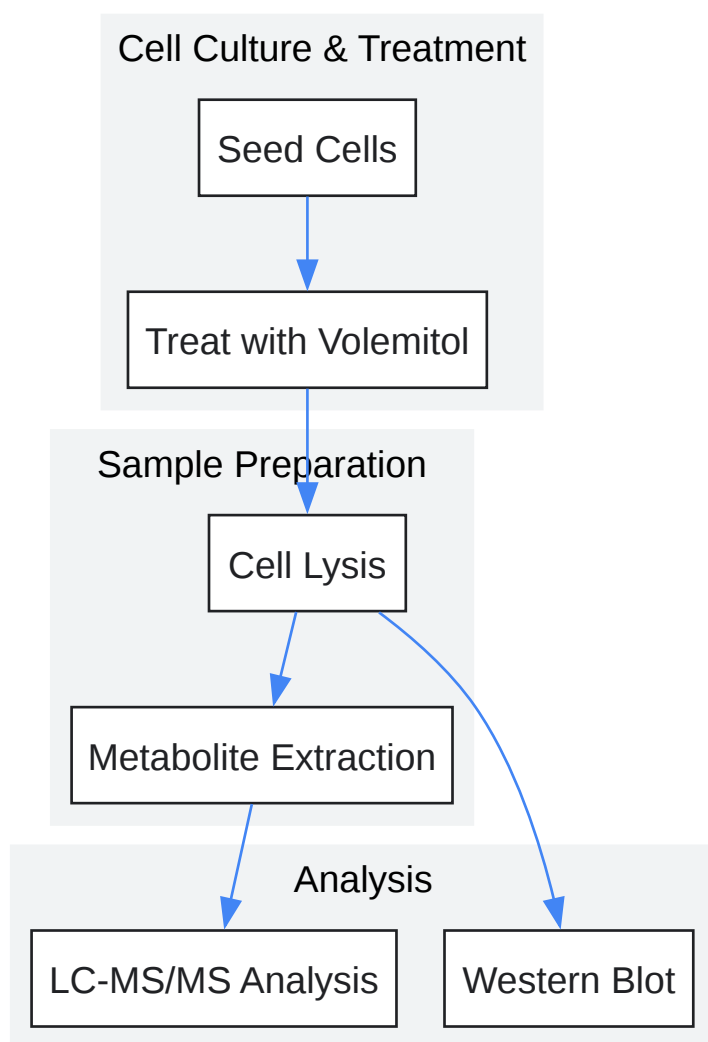 Cell Culture & Treatment
Seed Cells
Treat with Volemitol
Sample Preparation
Cell Lysis
Metabolite Extraction
Analysis
LC-MS/MS Analysis
Western Blot